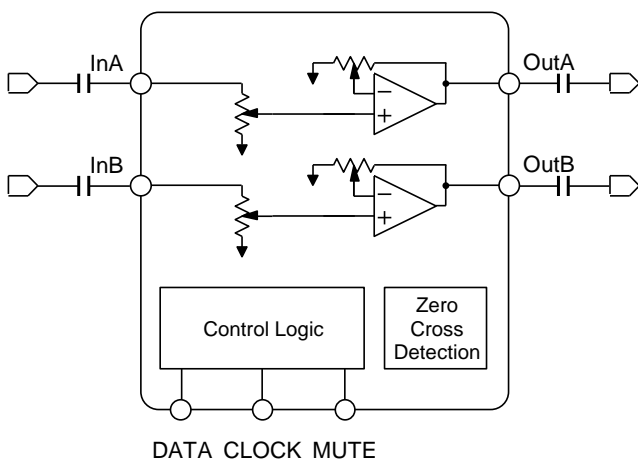 InA
OutA
−
+
InB
OutB
−
+
Control Logic
Zero
Cross
Detection
DATA CLOCK MUTE